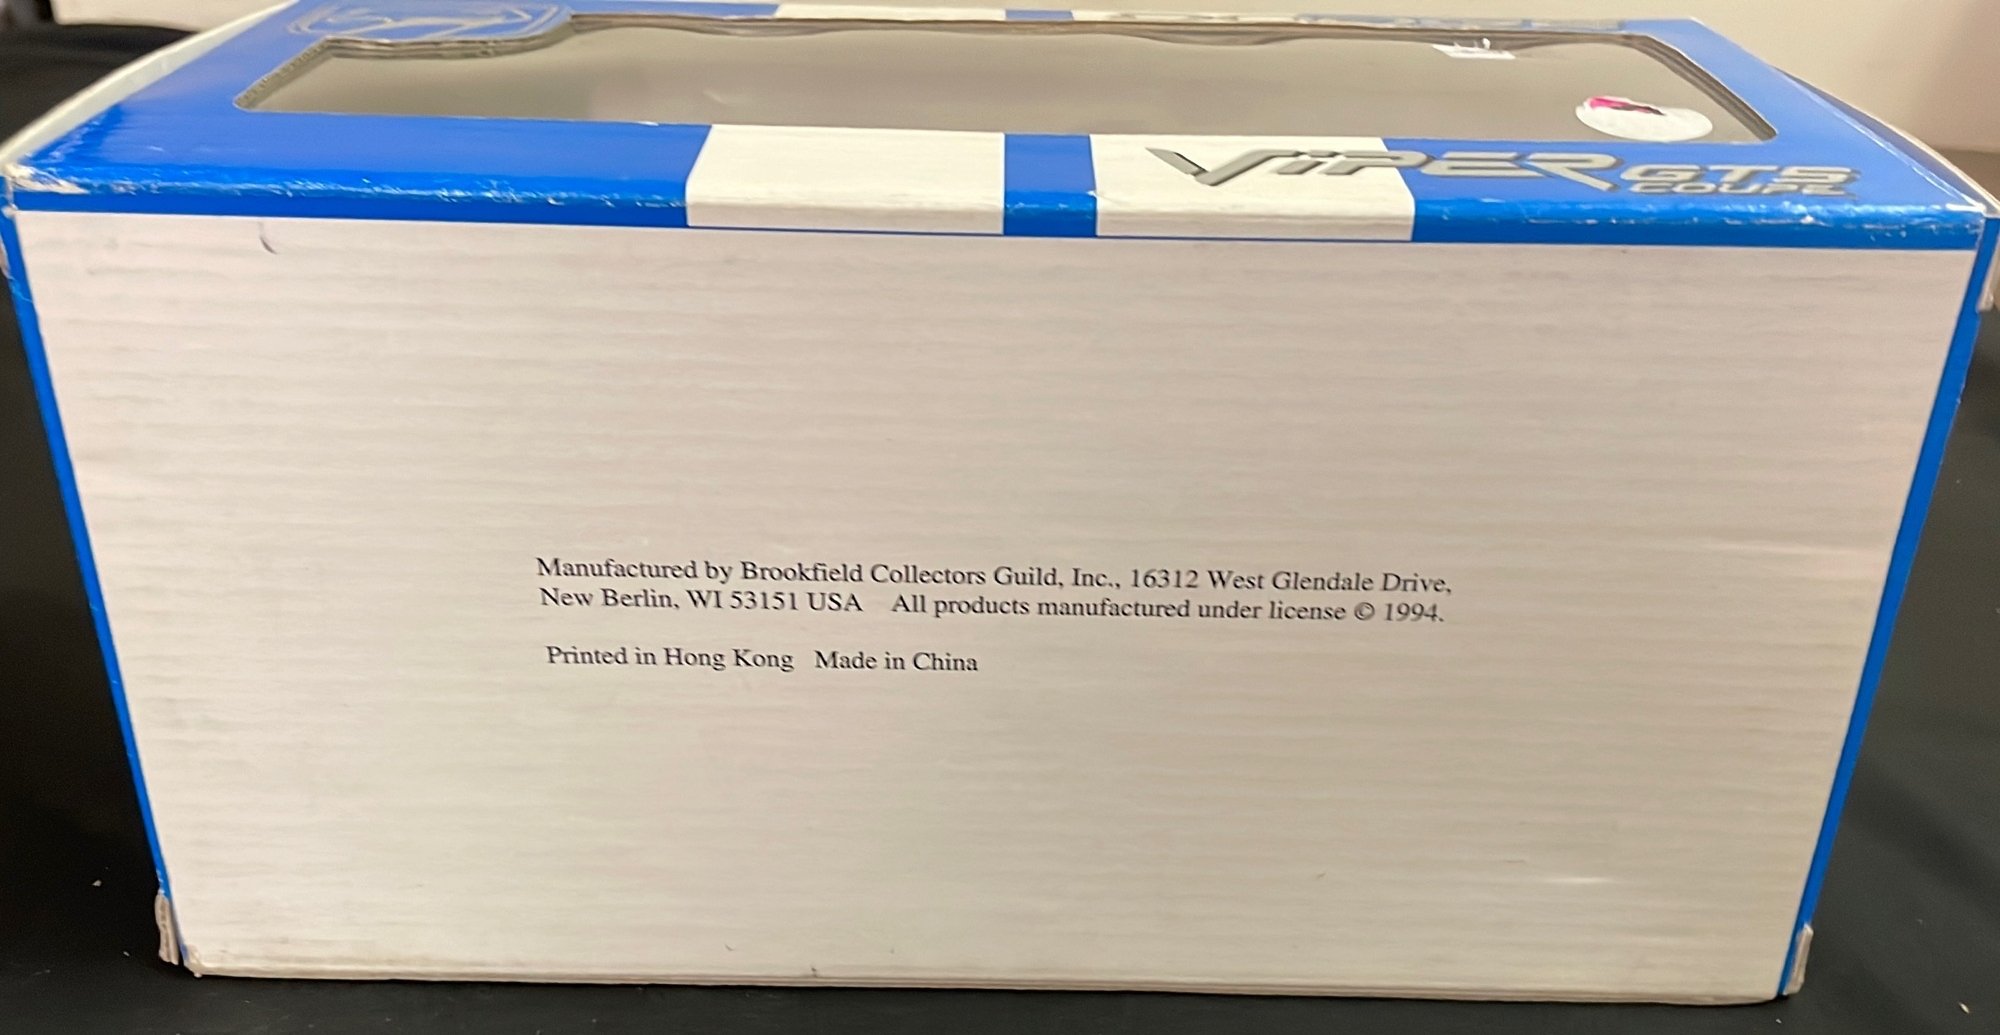 VIPER GTS
COUPE
Manufactured by Brookfield Collectors Guild, Inc., 16312 West Glendale Drive,
New Berlin, WI 53151 USA All products manufactured under license © 1994.
Printed in Hong Kong Made in China